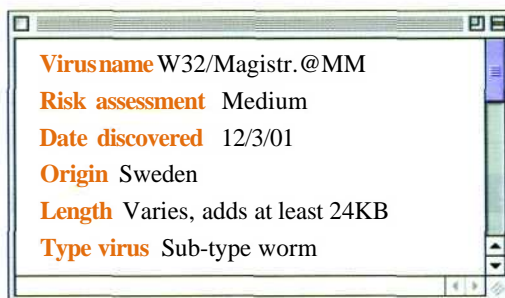 Virus name W32/Magistr.@MM
Risk assessment Medium
Date discovered 12/3/01
Origin Sweden
Length Varies, adds at least 24KB
Type virus Sub-type worm